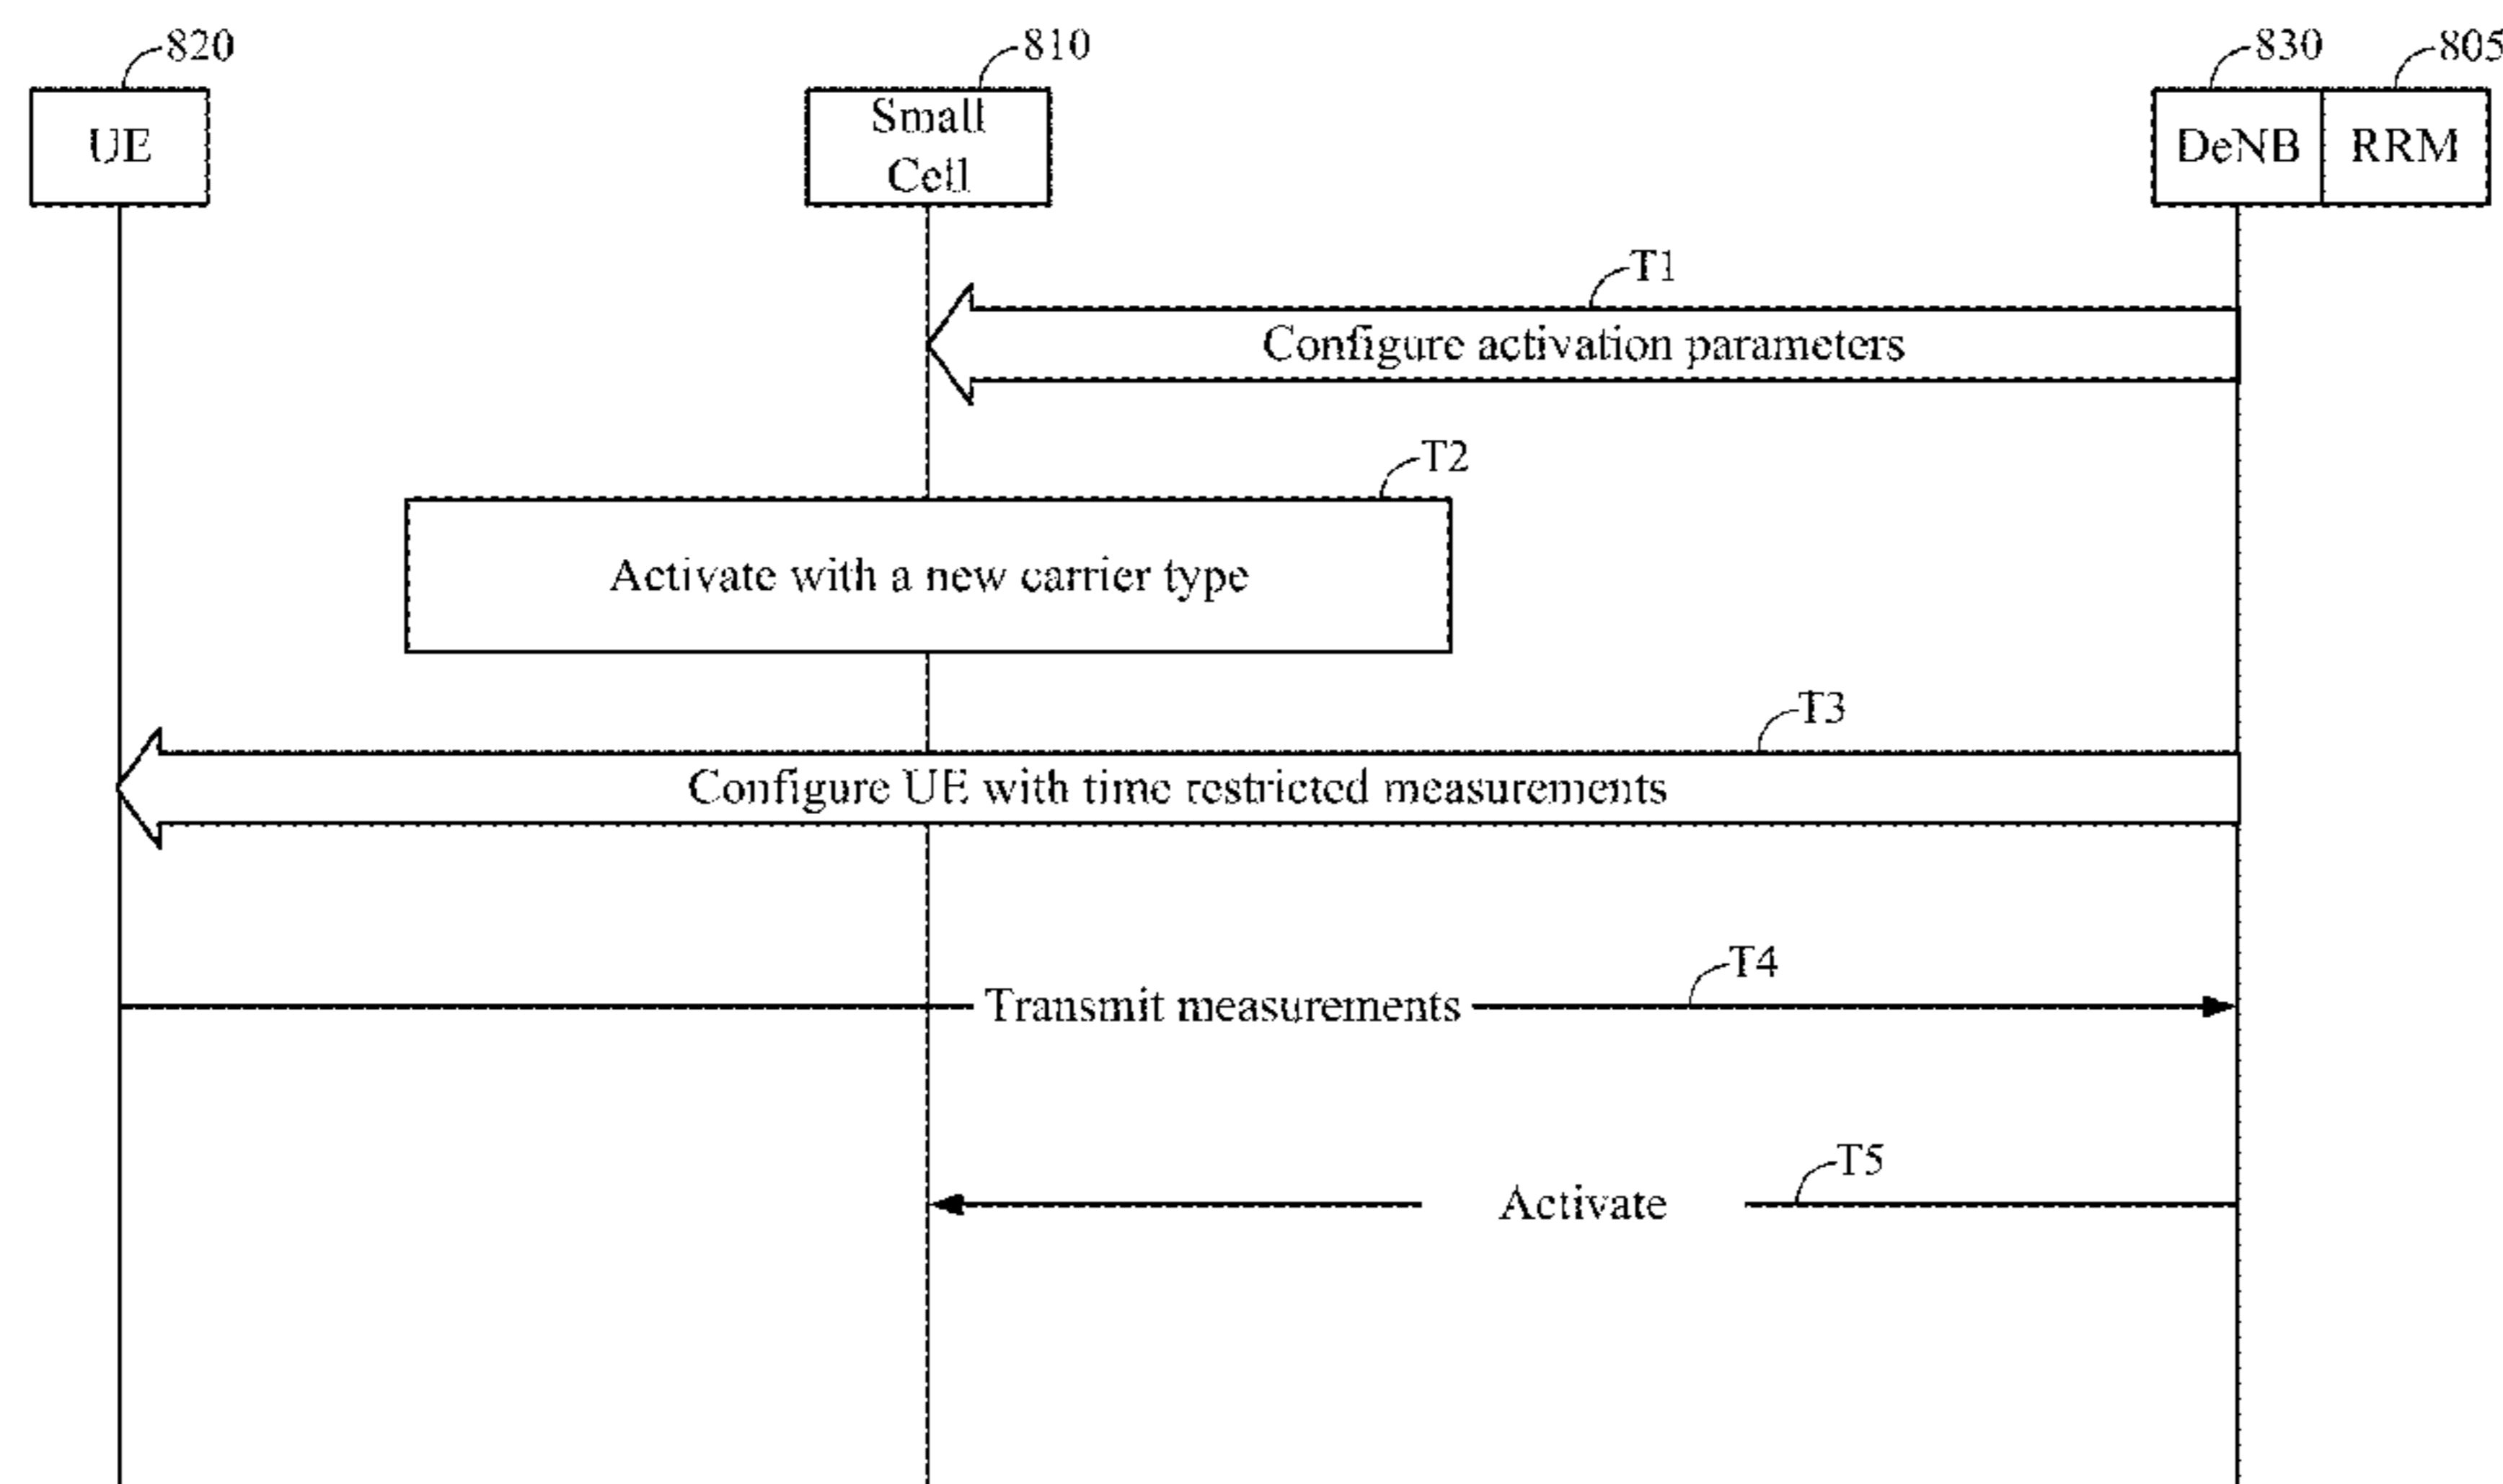 820
810
830
805
UE
Small
Cell
DeNB
RRM
T1
Configure activation parameters
T2
Activate with a new carrier type
T3
Configure UE with time restricted measurements
T4
Transmit measurements
T5
Activate